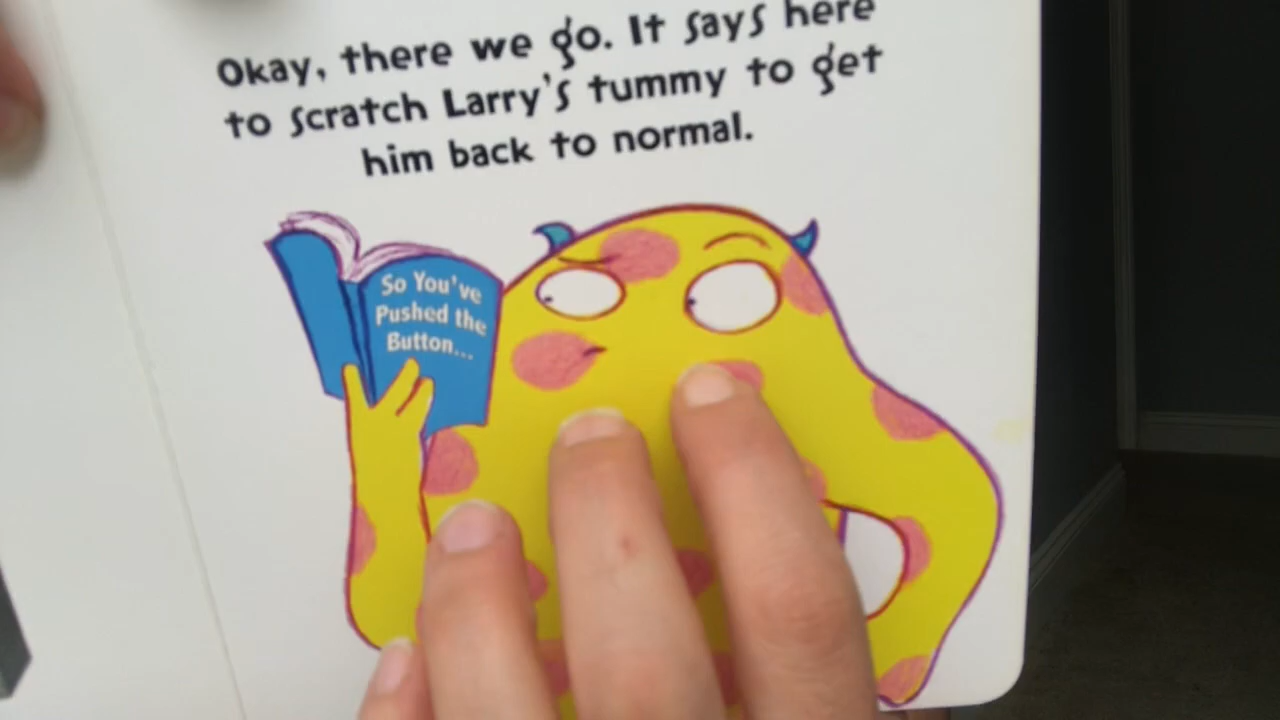 Okay, there we go. It says here
to scratch Larry's tummy to get
him back to normal.
So You've
Pushed the
Button...